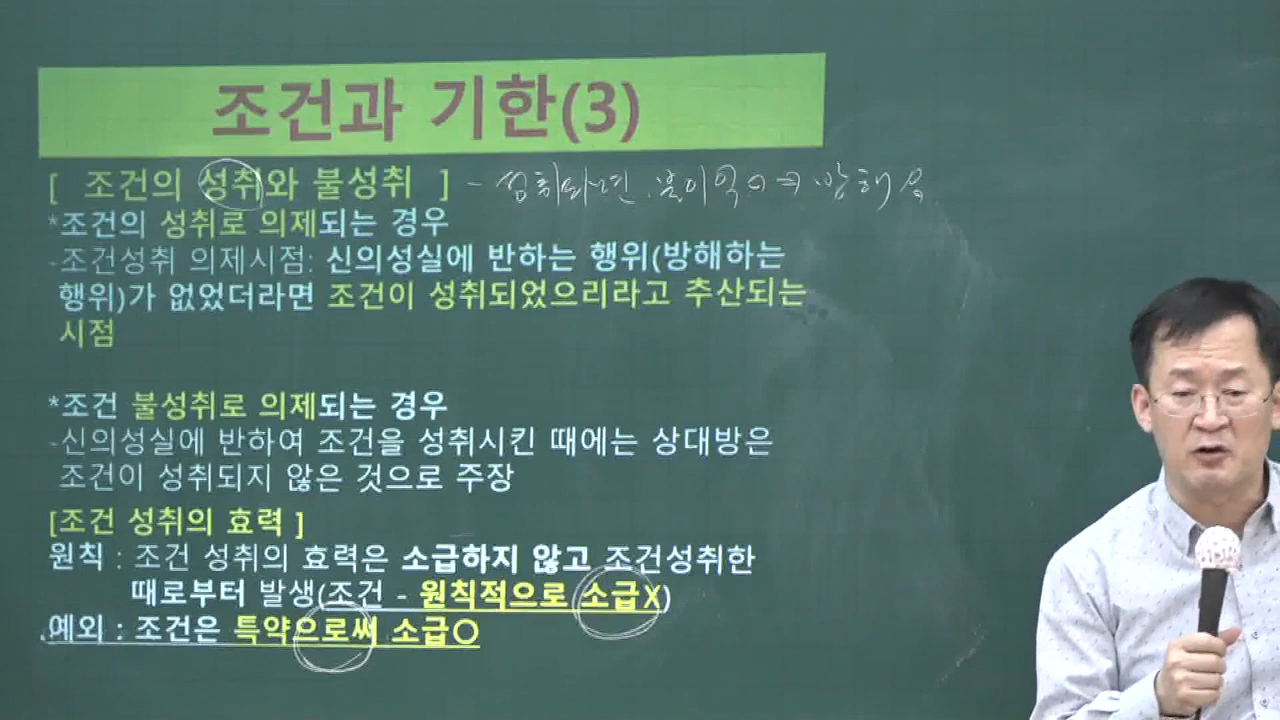 조건과 기한(3)
[ 조건의 성취와 불성취 ] - 성취되면 불이익 ⇒ 방해
*조건의 성취로 의제되는 경우
-조건성취 의제시점: 신의성실에 반하는 행위(방해하는
행위)가 없었더라면 조건이 성취되었으리라고 추산되는
시점
*조건 불성취로 의제되는 경우
-신의성실에 반하여 조건을 성취시킨 때에는 상대방은
조건이 성취되지 않은 것으로 주장
[조건 성취의 효력 ]
원칙 : 조건 성취의 효력은 소급하지 않고 조건성취한
때로부터 발생(조건 - 원칙적으로 소급X)
예외 : 조건은 특약으로써 소급O